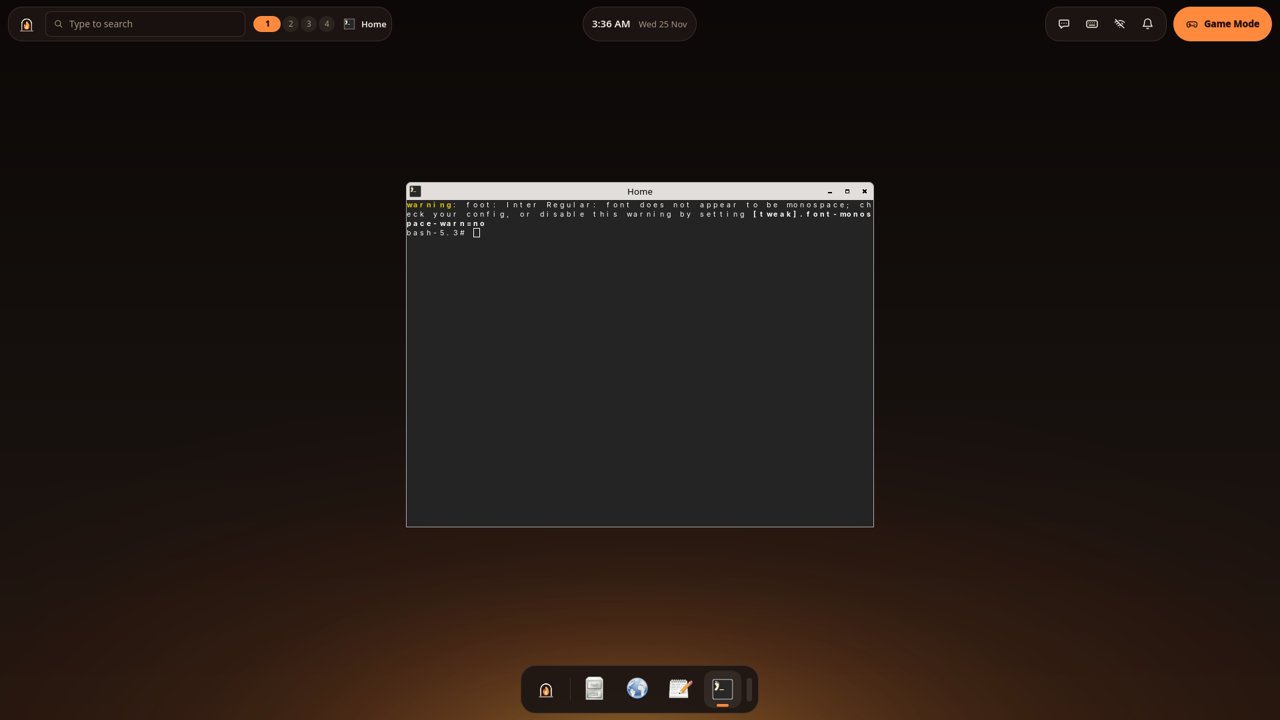 Type to search
1 2 3 4
Home
3:36 AM Wed 25 Nov
Game Mode
Home
warning: foot: Inter Regular: font does not appear to be monospace; ch
eck your config, or disable this warning by setting [tweak].font-monos
pace-warn=no
bash-5.3#